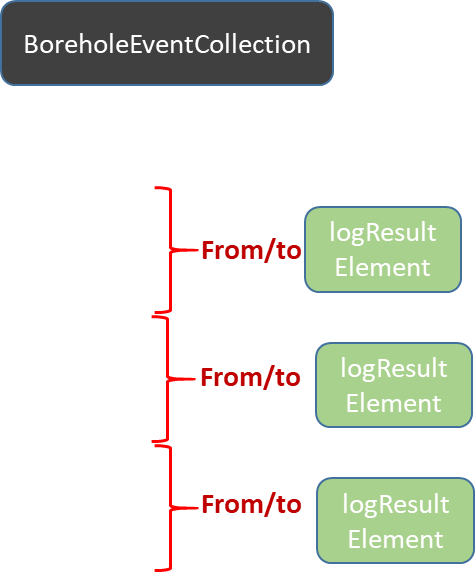 BoreholeEventCollection
From/to
logResult
Element
From/to
logResult
Element
From/to
logResult
Element